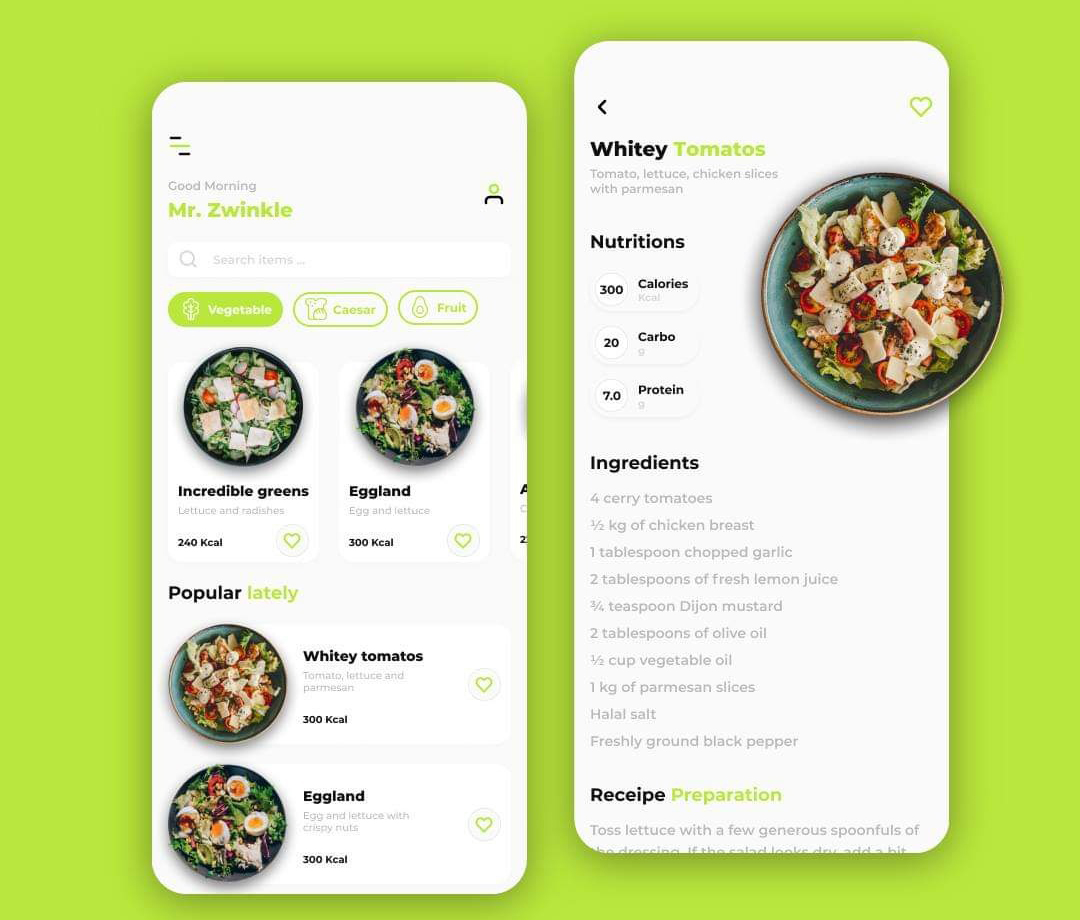 Good Morning
Mr. Zwinkle
Search items ...
Vegetable
Caesar
Fruit
Incredible greens
Lettuce and radishes
240 Kcal
Eggland
Egg and lettuce
300 Kcal
Popular lately
Whitey tomatos
Tomato, lettuce and
parmesan
300 Kcal
Eggland
Egg and lettuce with
crispy nuts
300 Kcal
Whitey Tomatos
Tomato, lettuce, chicken slices
with parmesan
Nutritions
300 Calories
Kcal
20 Carbo
g
7.0 Protein
g
Ingredients
4 cerry tomatoes
½ kg of chicken breast
1 tablespoon chopped garlic
2 tablespoons of fresh lemon juice
¾ teaspoon Dijon mustard
2 tablespoons of olive oil
½ cup vegetable oil
1 kg of parmesan slices
Halal salt
Freshly ground black pepper
Receipe Preparation
Toss lettuce with a few generous spoonfuls of
the dressing. If the salad looks dry, add a bit